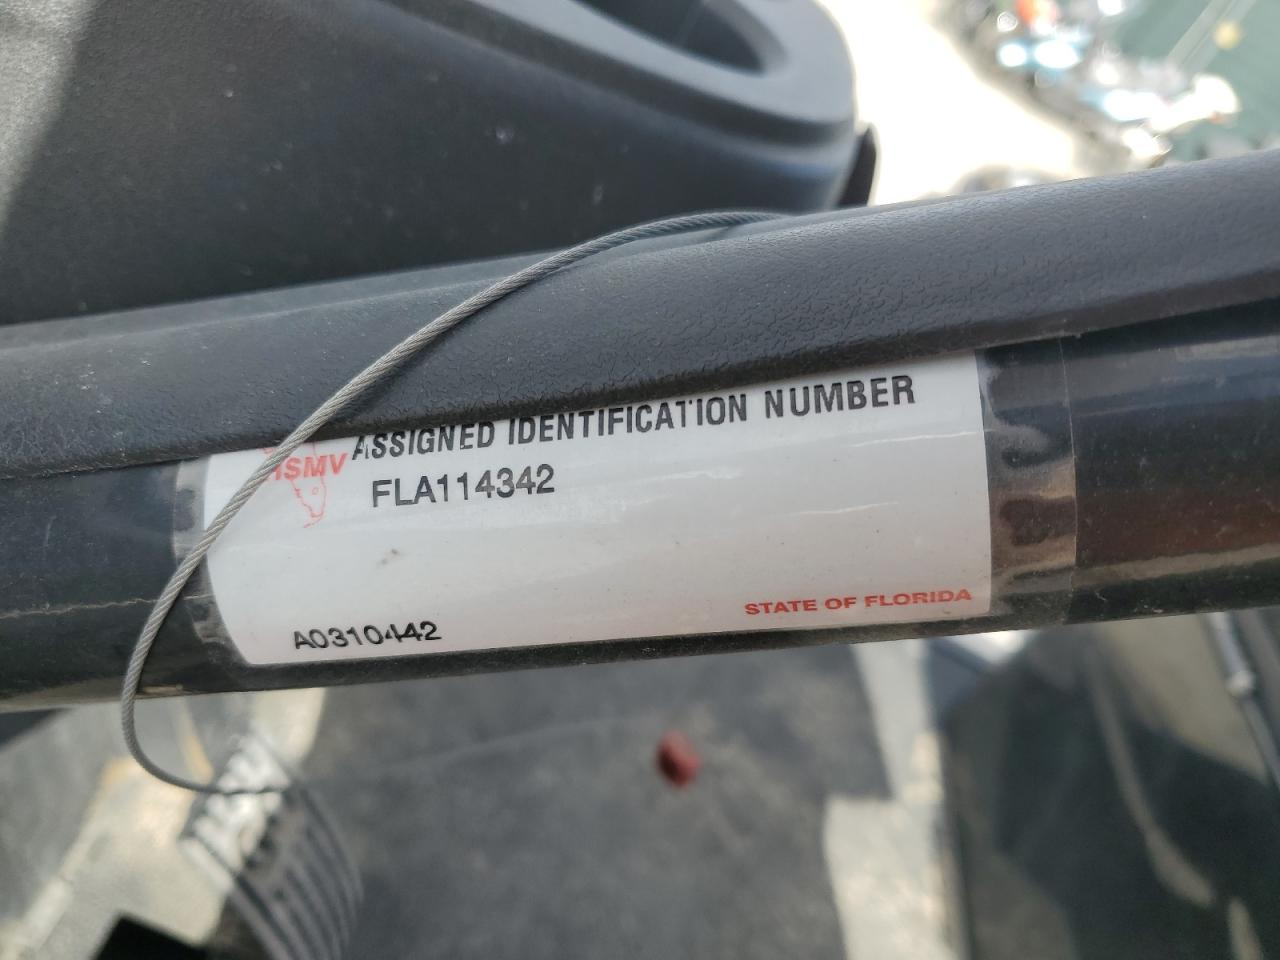 ASSIGNED IDENTIFICATION NUMBER
HSMV
FLA114342
STATE OF FLORIDA
A0310442